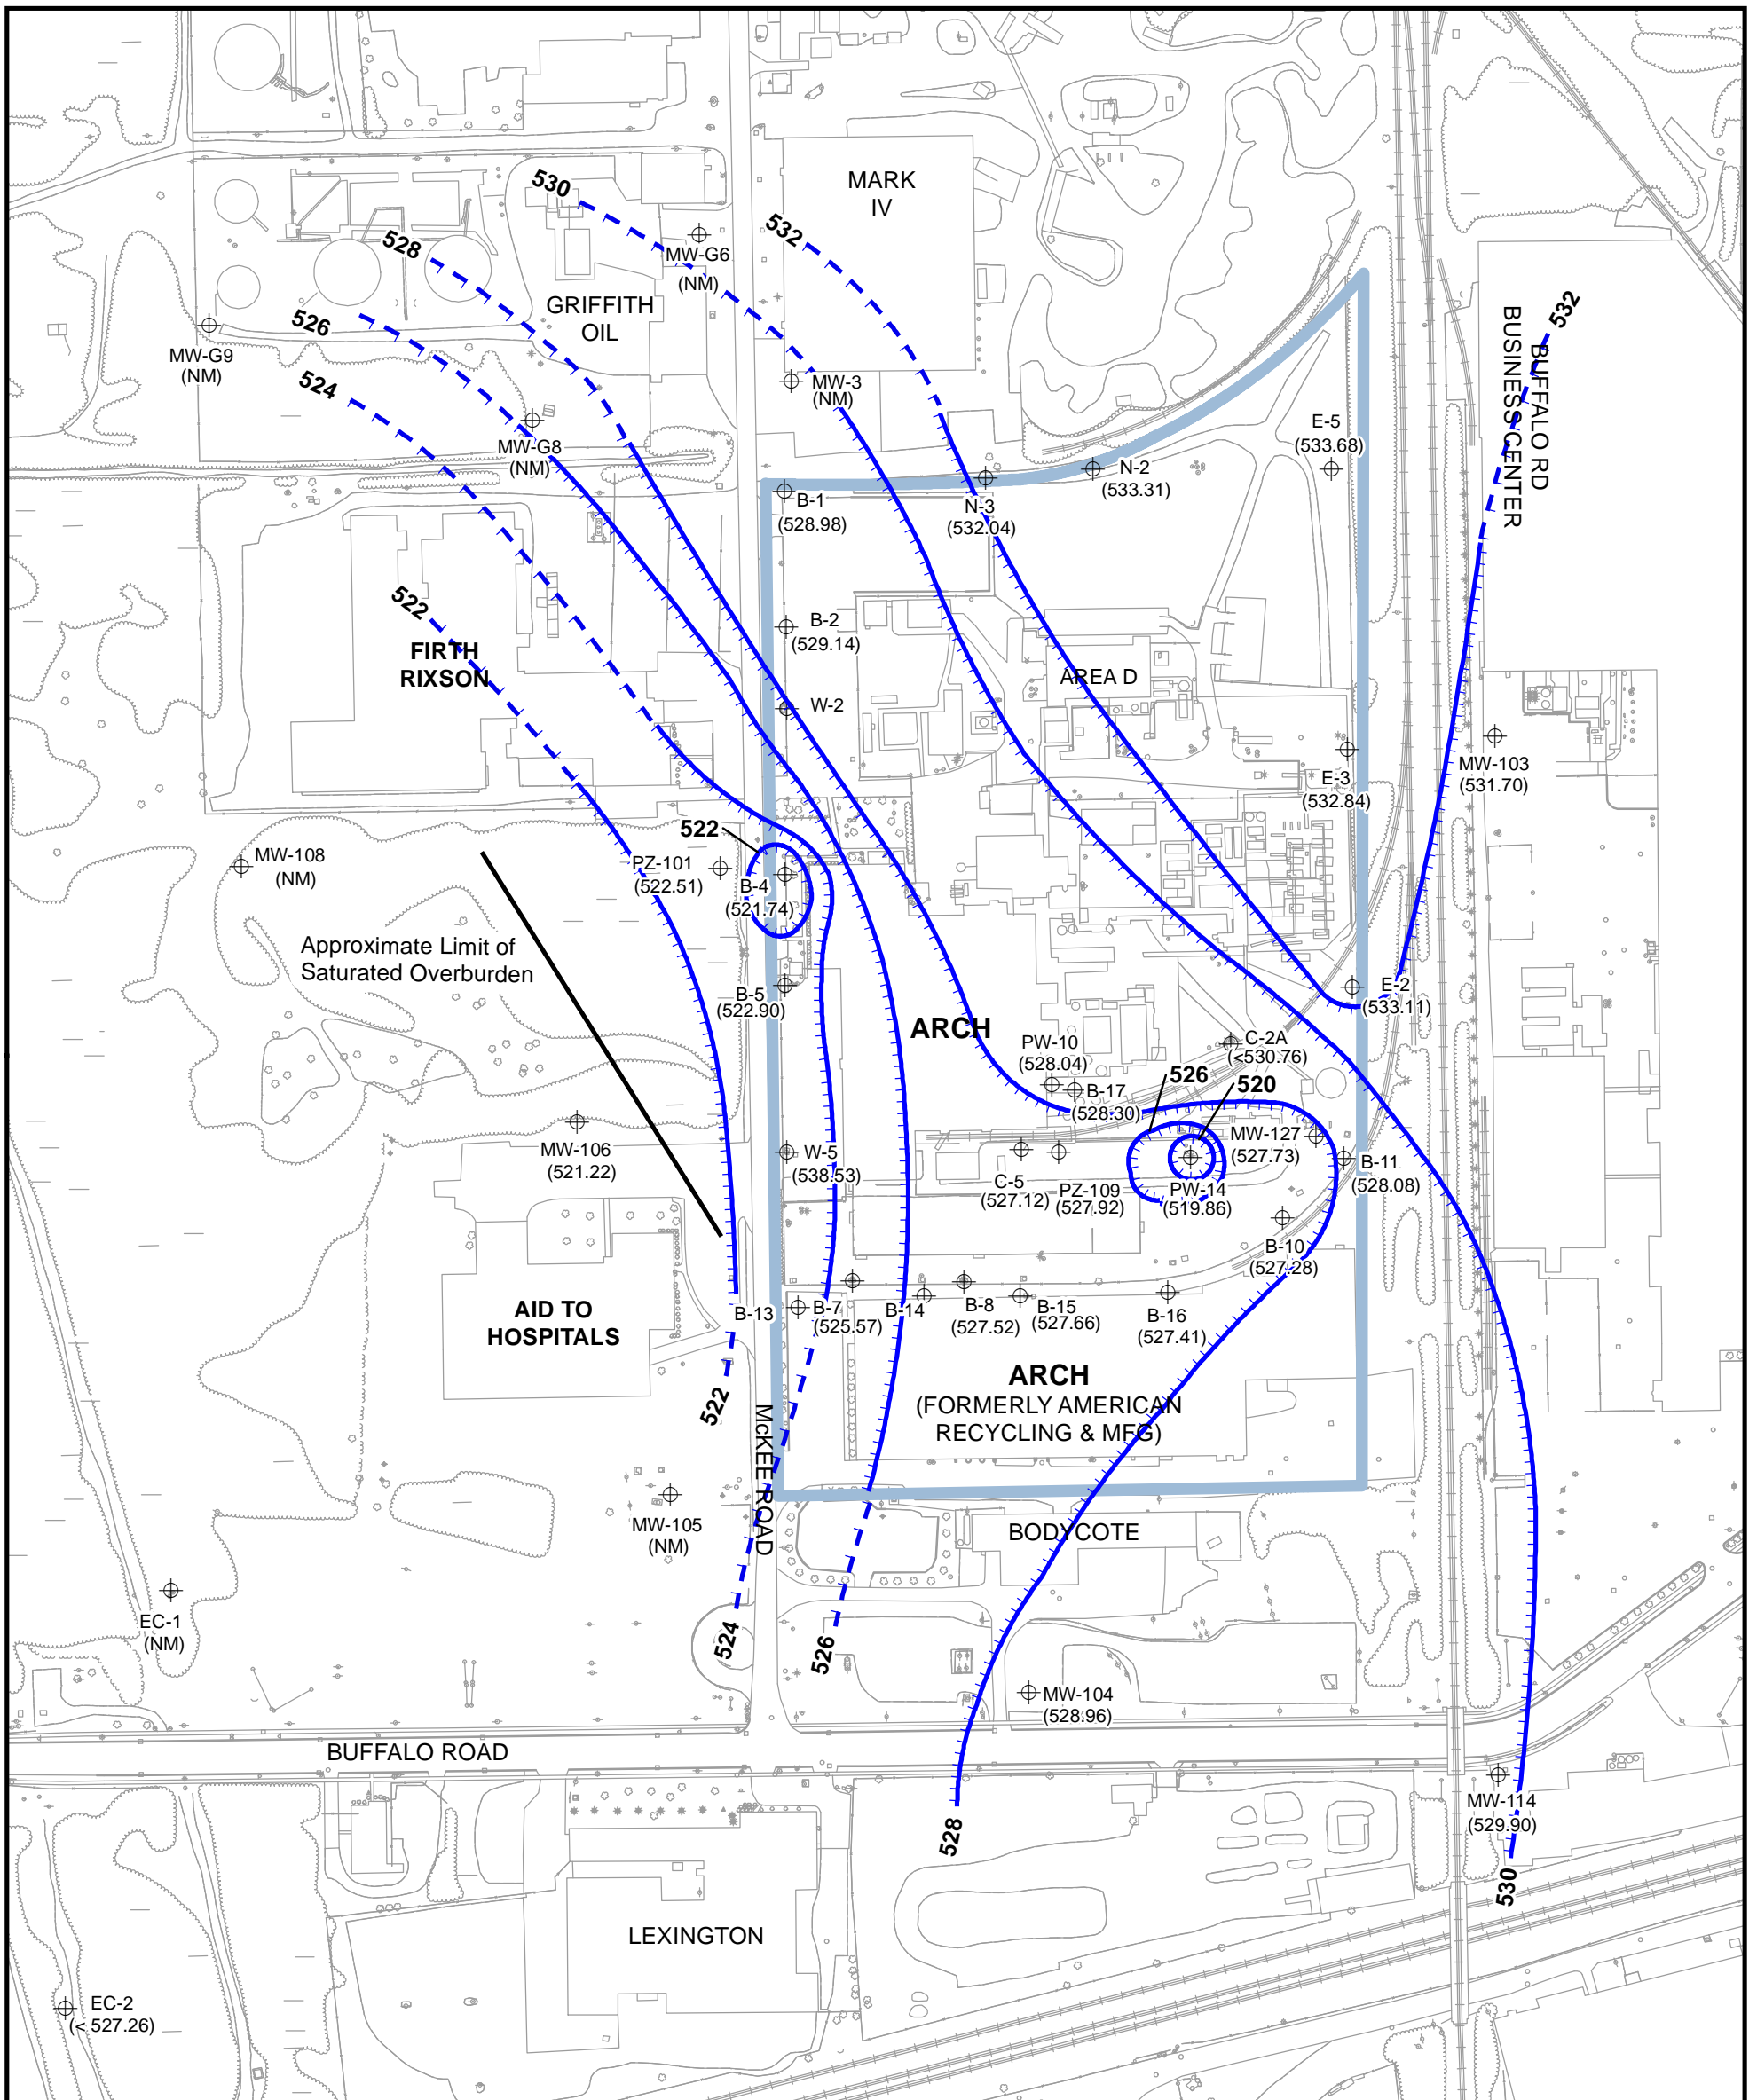 MARK
IV
530
532
528
MW-G6
(NM)
GRIFFITH
OIL
526
532
BUFFALO RD
BUSINESS CENTER
MW-G9
(NM)
524
MW-3
(NM)
E-5
(533.68)
MW-G8
(NM)
N-2
(533.31)
B-1
(528.98)
N-3
(532.04)
522
B-2
(529.14)
FIRTH
RIXSON
AREA D
W-2
MW-103
(531.70)
E-3
(532.84)
522
MW-108
(NM)
PZ-101
(522.51)
B-4
(521.74)
Approximate Limit of
Saturated Overburden
B-5
(522.90)
E-2
(533.11)
ARCH
PW-10
(528.04)
C-2A
(<530.76)
526
520
B-17
(528.30)
MW-106
(521.22)
W-5
(538.53)
MW-127
(527.73)
B-11
(528.08)
C-5
(527.12)
PZ-109
(527.92)
PW-14
(519.86)
B-10
(527.28)
AID TO
HOSPITALS
B-13
B-7
(525.57)
B-14
B-8
(527.52)
B-15
(527.66)
B-16
(527.41)
ARCH
(FORMERLY AMERICAN
RECYCLING & MFG)
522
McKEE ROAD
MW-105
(NM)
BODYCOTE
EC-1
(NM)
524
526
MW-104
(528.96)
BUFFALO ROAD
528
MW-114
(529.90)
530
LEXINGTON
EC-2
(< 527.26)